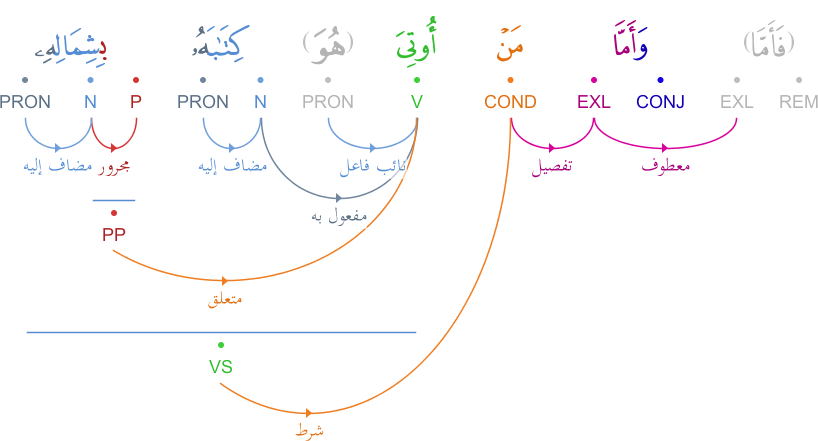 (فَأَمَّا) وَأَمَّا مَنْ أُوتِىَ (هُوَ) كِتَـٰبَهُۥ بِشِمَالِهِۦ
PRON N P PRON N PRON V COND EXL CONJ EXL REM
مضاف إليه مجرور مضاف إليه نائب فاعل تفصيل معطوف
مفعول به
PP
متعلق
VS
شرط